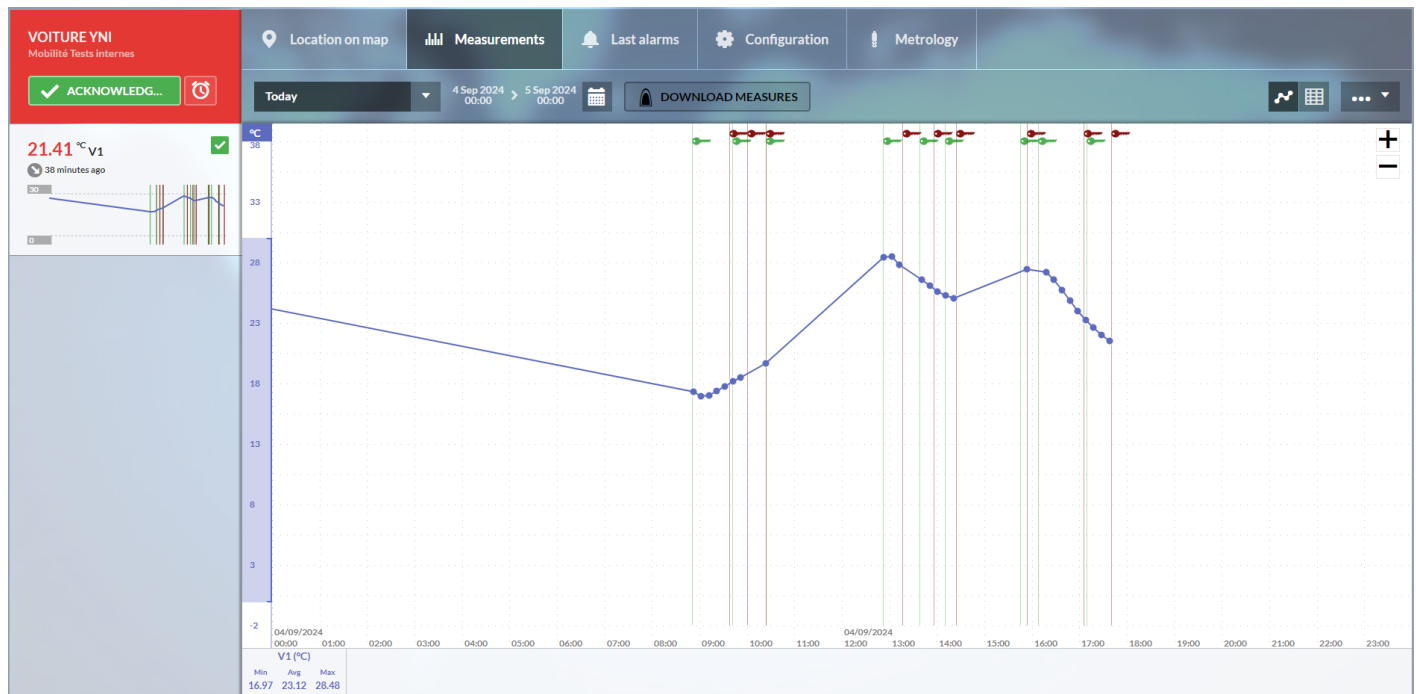 VOITURE YNI
Mobilité Tests internes
ACKNOWLEDG...
Location on map
Measurements
Last alarms
Configuration
Metrology
Today
4 Sep 2024 00:00 > 5 Sep 2024 00:00
DOWNLOAD MEASURES
21.41 °C V1
38 minutes ago
30
0
°C
38
33
28
23
18
13
8
3
-2
04/09/2024 04/09/2024
00:00 01:00 02:00 03:00 04:00 05:00 06:00 07:00 08:00 09:00 10:00 11:00 12:00 13:00 14:00 15:00 16:00 17:00 18:00 19:00 20:00 21:00 22:00 23:00
V1 (°C)
Min Avg Max
16.97 23.12 28.48